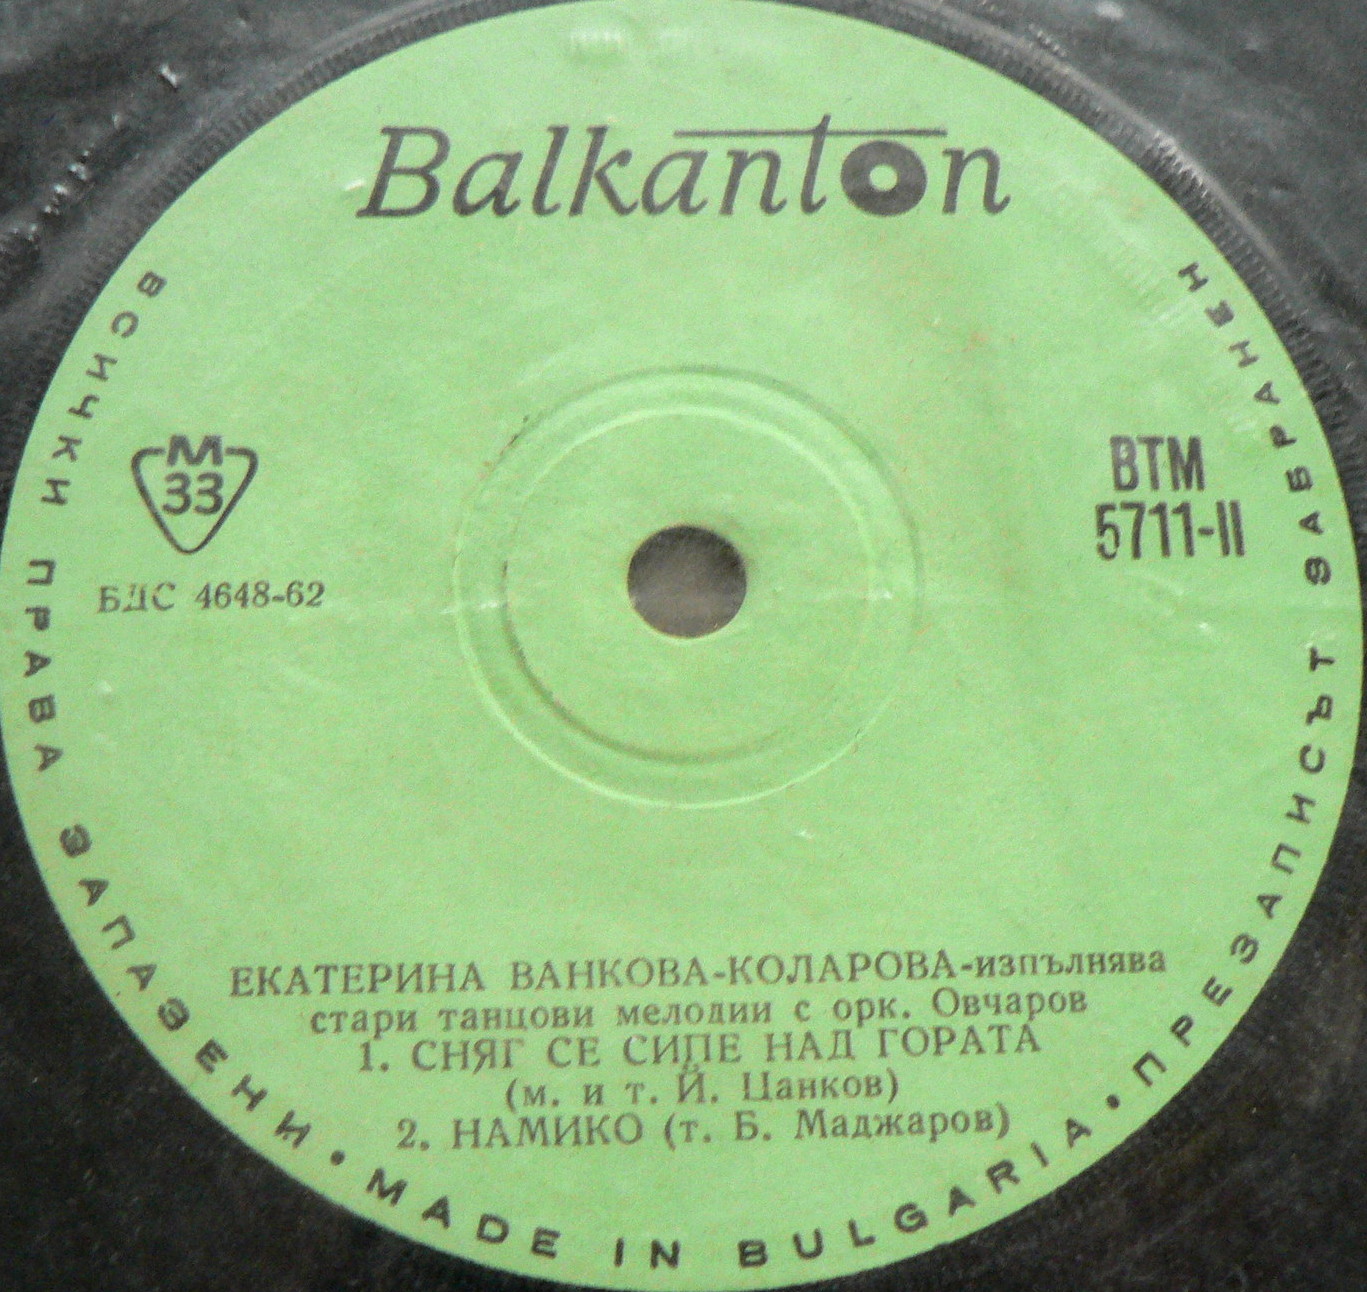 Balkanton
ВСИЧКИ ПРАВА ЗАПАЗЕНИ • MADE IN BULGARIA • ПРЕЗАПИСЪТ ЗАБРАНЕН
М
33
БДС 4648-62
ВТМ
5711-II
ЕКАТЕРИНА ВАНКОВА-КОЛАРОВА-изпълнява
стари танцови мелодии с орк. Овчаров
1. СНЯГ СЕ СИПЕ НАД ГОРАТА
(м. и т. Й. Цанков)
2. НАМИКО (т. Б. Маджаров)